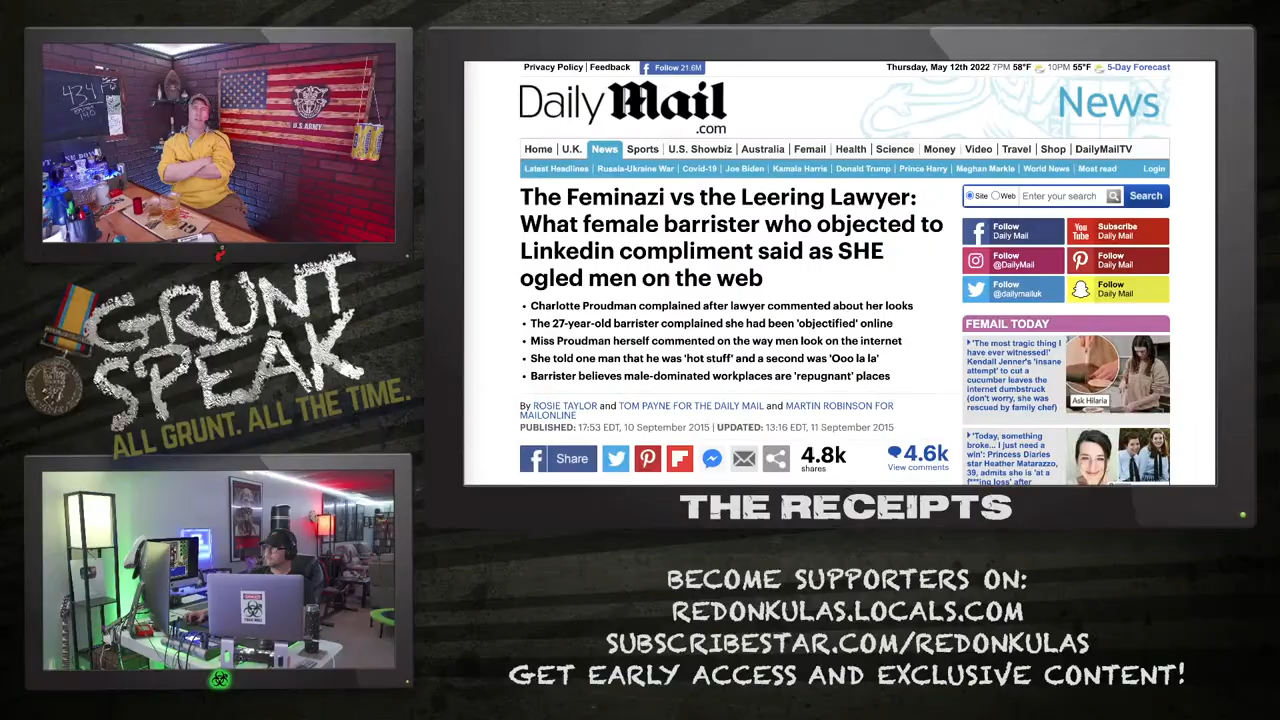 434
U.S. ARMY
GRUNT
SPEAK
ALL GRUNT. ALL THE TIME.
Privacy Policy | Feedback
Follow 21.6M
Thursday, May 12th 2022 7PM 58°F 10PM 55°F 5-Day Forecast
Daily Mail
.com
News
Home | U.K. News Sports | U.S. Showbiz | Australia | Femail | Health | Science | Money | Video | Travel | Shop | DailyMailTV
Latest Headlines | Russia-Ukraine War | Covid-19 | Joe Biden | Kamala Harris | Donald Trump | Prince Harry | Meghan Markle | World News | Most read Login
The Feminazi vs the Leering Lawyer:
What female barrister who objected to
Linkedin compliment said as SHE
ogled men on the web
• Charlotte Proudman complained after lawyer commented about her looks
• The 27-year-old barrister complained she had been 'objectified' online
• Miss Proudman herself commented on the way men look on the internet
• She told one man that he was 'hot stuff' and a second was 'Ooo la la'
• Barrister believes male-dominated workplaces are 'repugnant' places
By ROSIE TAYLOR and TOM PAYNE FOR THE DAILY MAIL and MARTIN ROBINSON FOR
MAILONLINE
PUBLISHED: 17:53 EDT, 10 September 2015 | UPDATED: 13:16 EDT, 11 September 2015
Share
4.8k
shares
4.6k
View comments
Site Web Enter your search Search
Follow
Daily Mail
Subscribe
Daily Mail
Follow
@DailyMail
Follow
Daily Mail
Follow
@dailymailuk
Follow
Daily Mail
FEMAIL TODAY
'The most tragic thing I
have ever witnessed!'
Kendall Jenner's 'insane
attempt' to cut a
cucumber leaves the
internet dumbstruck
(don't worry, she was
rescued by family chef)
Ask Hilaria
'Today, something
broke... I just need a
win': Princess Diaries
star Heather Matarazzo,
39, admits she is 'at a
f***ing loss' after
THE RECEIPTS
BECOME SUPPORTERS ON:
REDONKULAS.LOCALS.COM
SUBSCRIBESTAR.COM/REDONKULAS
GET EARLY ACCESS AND EXCLUSIVE CONTENT!